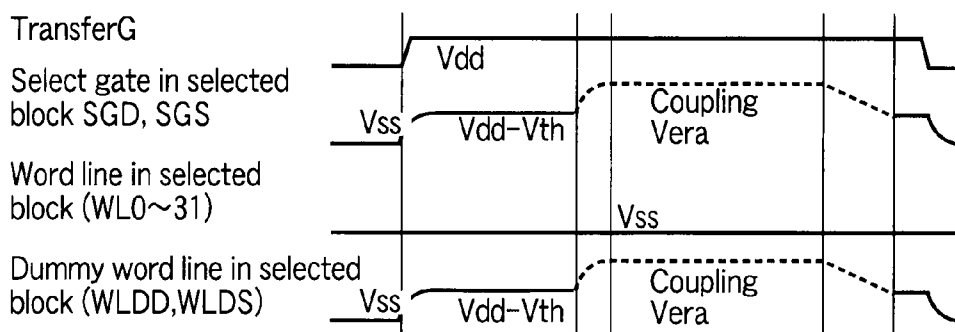 TransferG
Vdd
Select gate in selected
block SGD, SGS
Vss
Vdd-Vth
Coupling
Vera
Word line in selected
block (WL0～31)
Vss
Dummy word line in selected
block (WLDD,WLDS)
Vss
Vdd-Vth
Coupling
Vera